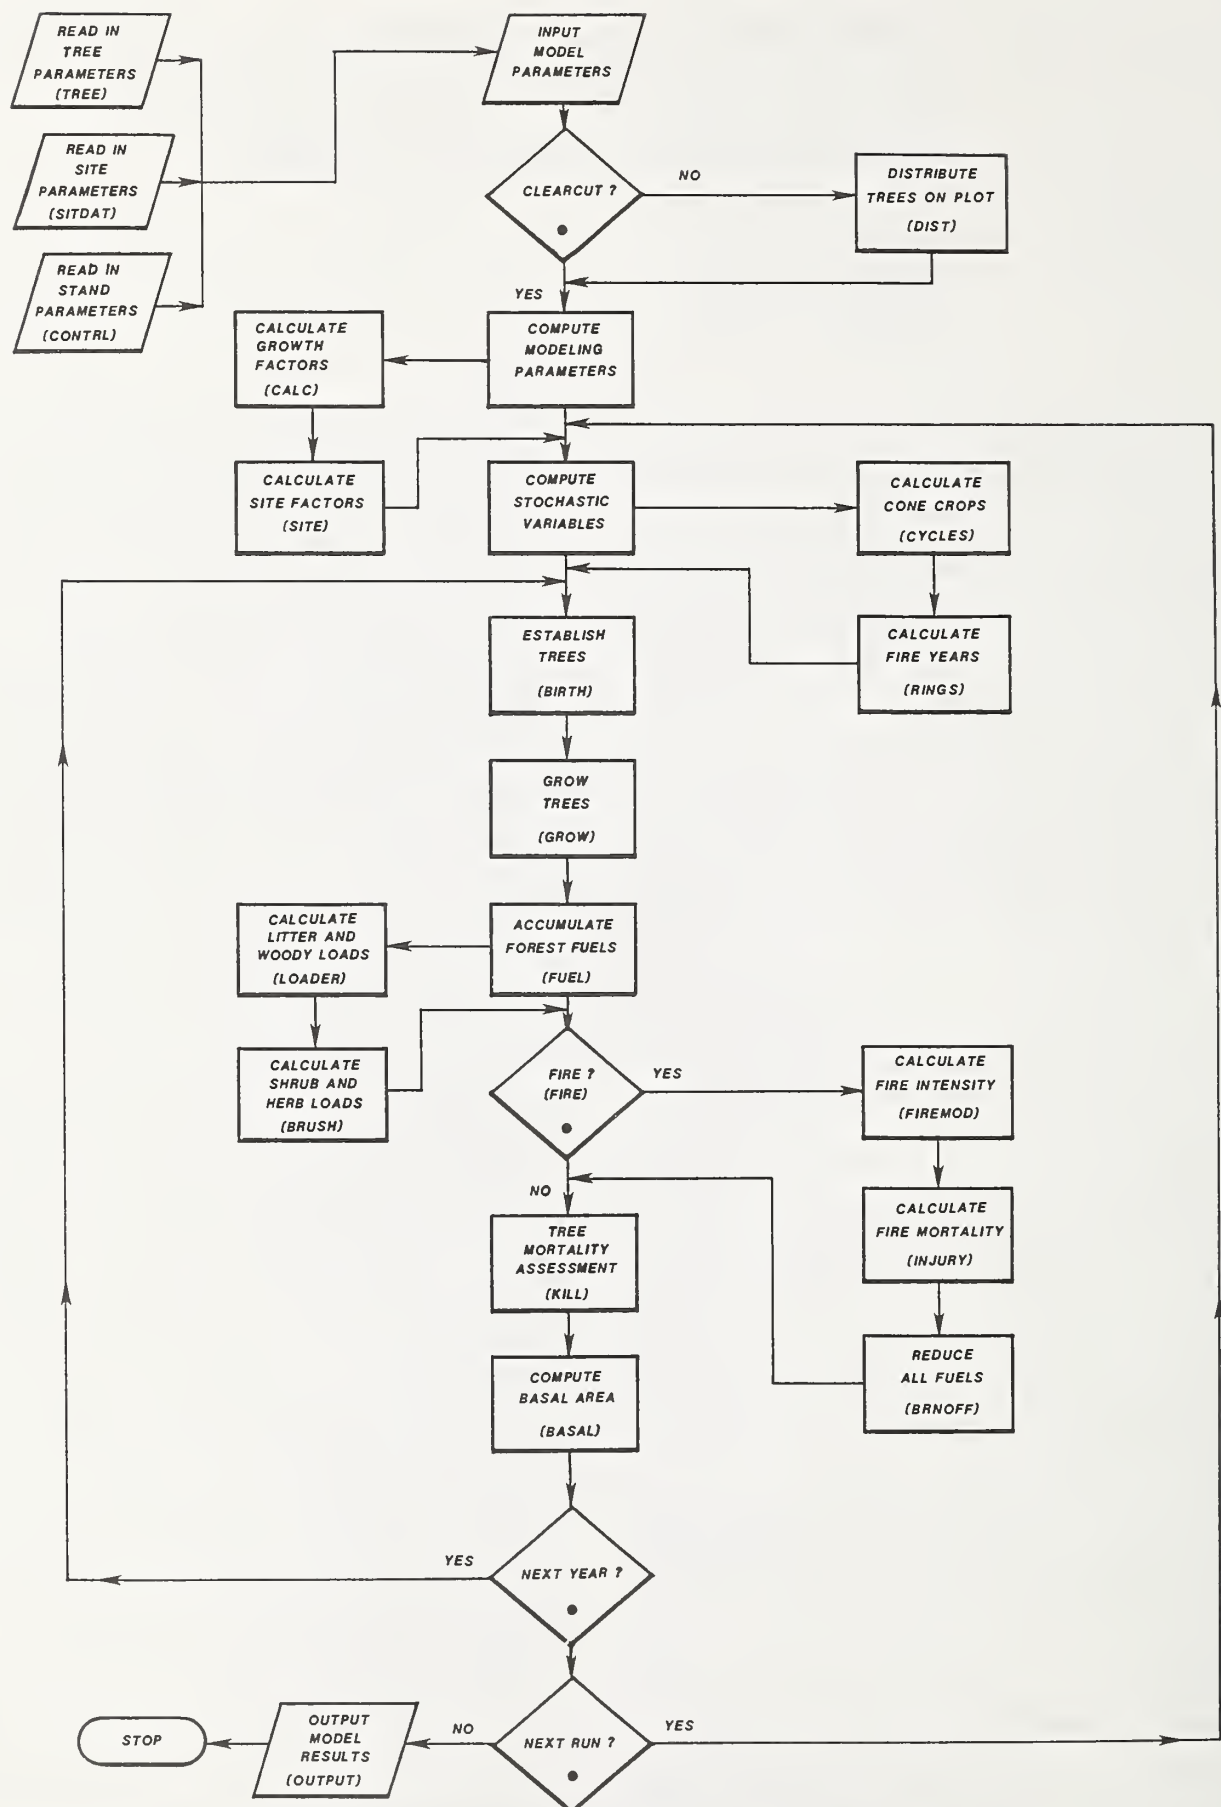 READ IN
TREE
PARAMETERS
(TREE)
INPUT
MODEL
PARAMETERS
READ IN
SITE
PARAMETERS
(SITDAT)
CLEARCUT ?
NO
DISTRIBUTE
TREES ON PLOT
(DIST)
READ IN
STAND
PARAMETERS
(CONTRL)
YES
CALCULATE
GROWTH
FACTORS
(CALC)
COMPUTE
MODELING
PARAMETERS
CALCULATE
SITE FACTORS
(SITE)
COMPUTE
STOCHASTIC
VARIABLES
CALCULATE
CONE CROPS
(CYCLES)
ESTABLISH
TREES
(BIRTH)
CALCULATE
FIRE YEARS
(RINGS)
GROW
TREES
(GROW)
CALCULATE
LITTER AND
WOODY LOADS
(LOADER)
ACCUMULATE
FOREST FUELS
(FUEL)
CALCULATE
SHRUB AND
HERB LOADS
(BRUSH)
FIRE ?
(FIRE)
YES
CALCULATE
FIRE INTENSITY
(FIREMOD)
NO
TREE
MORTALITY
ASSESSMENT
(KILL)
CALCULATE
FIRE MORTALITY
(INJURY)
COMPUTE
BASAL AREA
(BASAL)
REDUCE
ALL FUELS
(BRNOFF)
YES
NEXT YEAR ?
STOP
OUTPUT
MODEL
RESULTS
(OUTPUT)
NO
NEXT RUN ?
YES